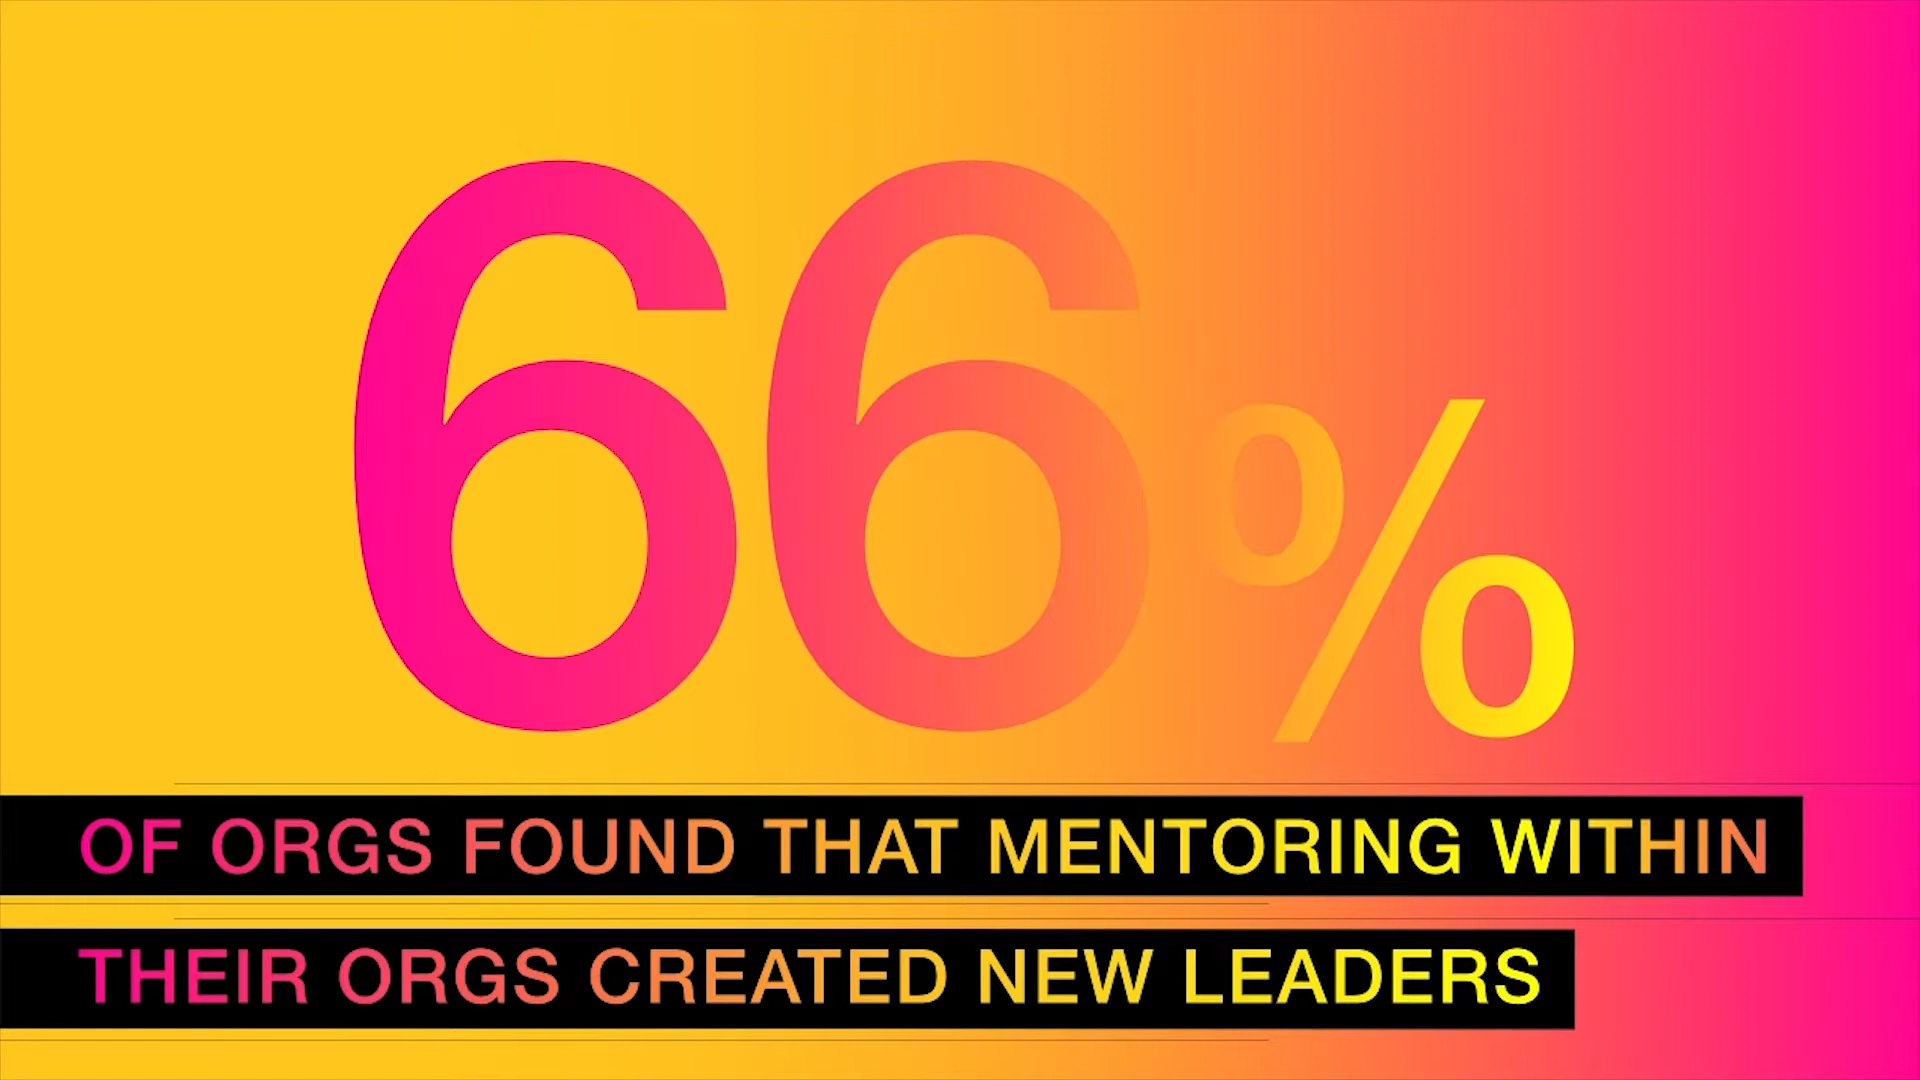 66%
OF ORGS FOUND THAT MENTORING WITHIN
THEIR ORGS CREATED NEW LEADERS